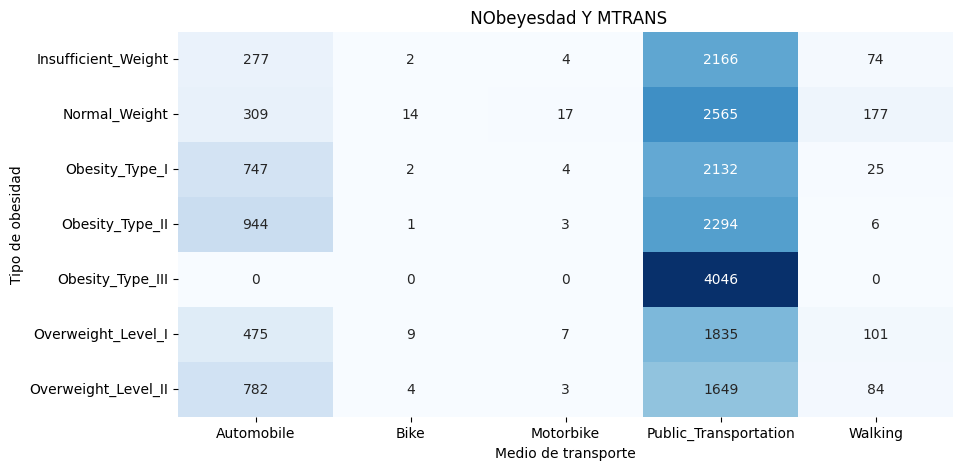 NObeyesdad Y MTRANS
Tipo de obesidad
Insufficient_Weight 277 2 4 2166 74
Normal_Weight 309 14 17 2565 177
Obesity_Type_I 747 2 4 2132 25
Obesity_Type_II 944 1 3 2294 6
Obesity_Type_III 0 0 0 4046 0
Overweight_Level_I 475 9 7 1835 101
Overweight_Level_II 782 4 3 1649 84
Automobile Bike Motorbike Public_Transportation Walking
Medio de transporte